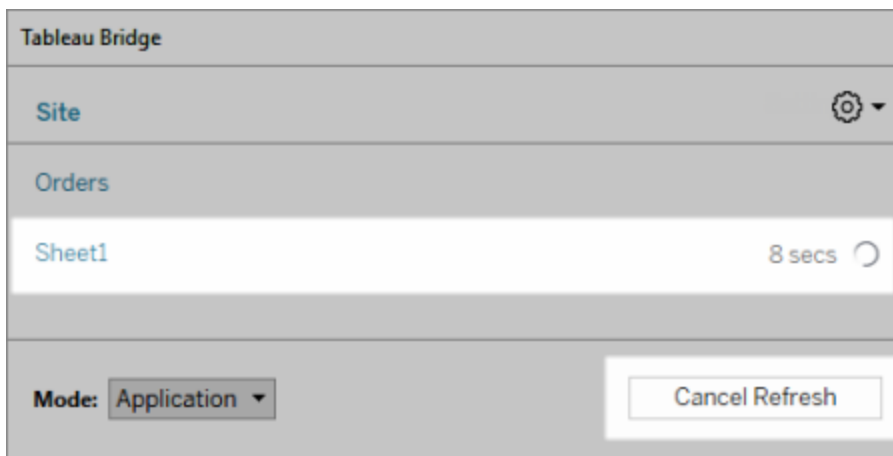 Tableau Bridge
Site
Orders
Sheet1 8 secs
Mode: Application Cancel Refresh